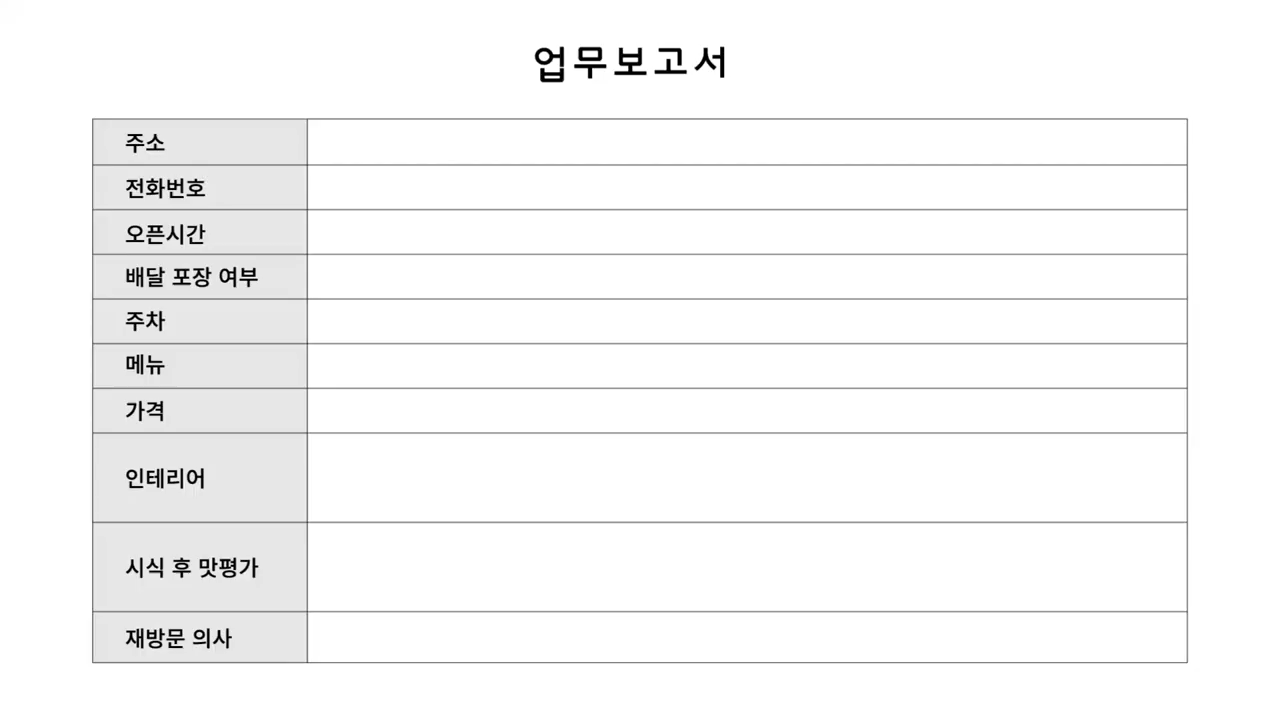 업무보고서
주소
전화번호
오픈시간
배달 포장 여부
주차
메뉴
가격
인테리어
시식 후 맛평가
재방문 의사